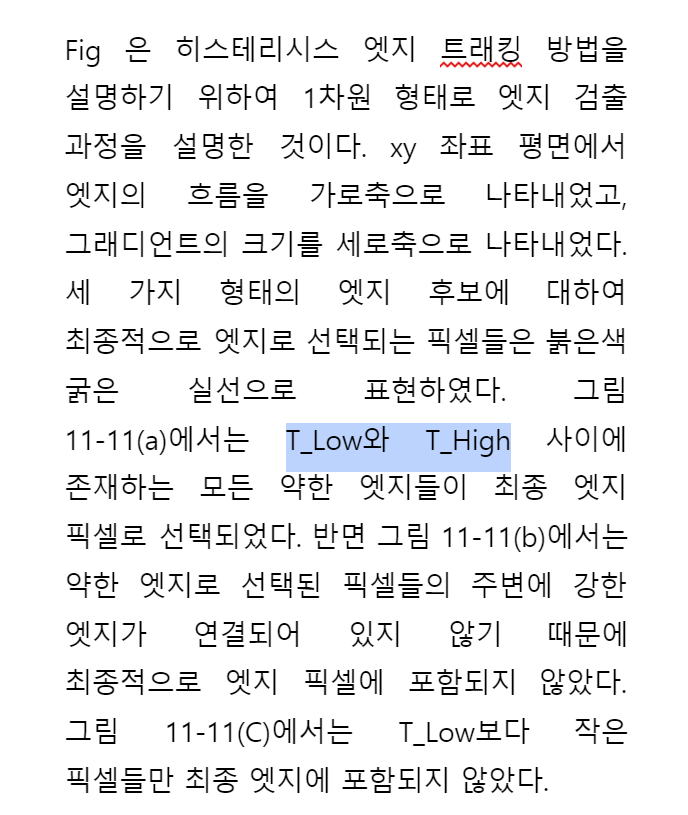 Fig 은 히스테리시스 엣지 트래킹 방법을
설명하기 위하여 1차원 형태로 엣지 검출
과정을 설명한 것이다. xy 좌표 평면에서
엣지의 흐름을 가로축으로 나타내었고,
그래디언트의 크기를 세로축으로 나타내었다.
세 가지 형태의 엣지 후보에 대하여
최종적으로 엣지로 선택되는 픽셀들은 붉은색
굵은 실선으로 표현하였다. 그림
11-11(a)에서는 T_Low와 T_High 사이에
존재하는 모든 약한 엣지들이 최종 엣지
픽셀로 선택되었다. 반면 그림 11-11(b)에서는
약한 엣지로 선택된 픽셀들의 주변에 강한
엣지가 연결되어 있지 않기 때문에
최종적으로 엣지 픽셀에 포함되지 않았다.
그림 11-11(C)에서는 T_Low보다 작은
픽셀들만 최종 엣지에 포함되지 않았다.